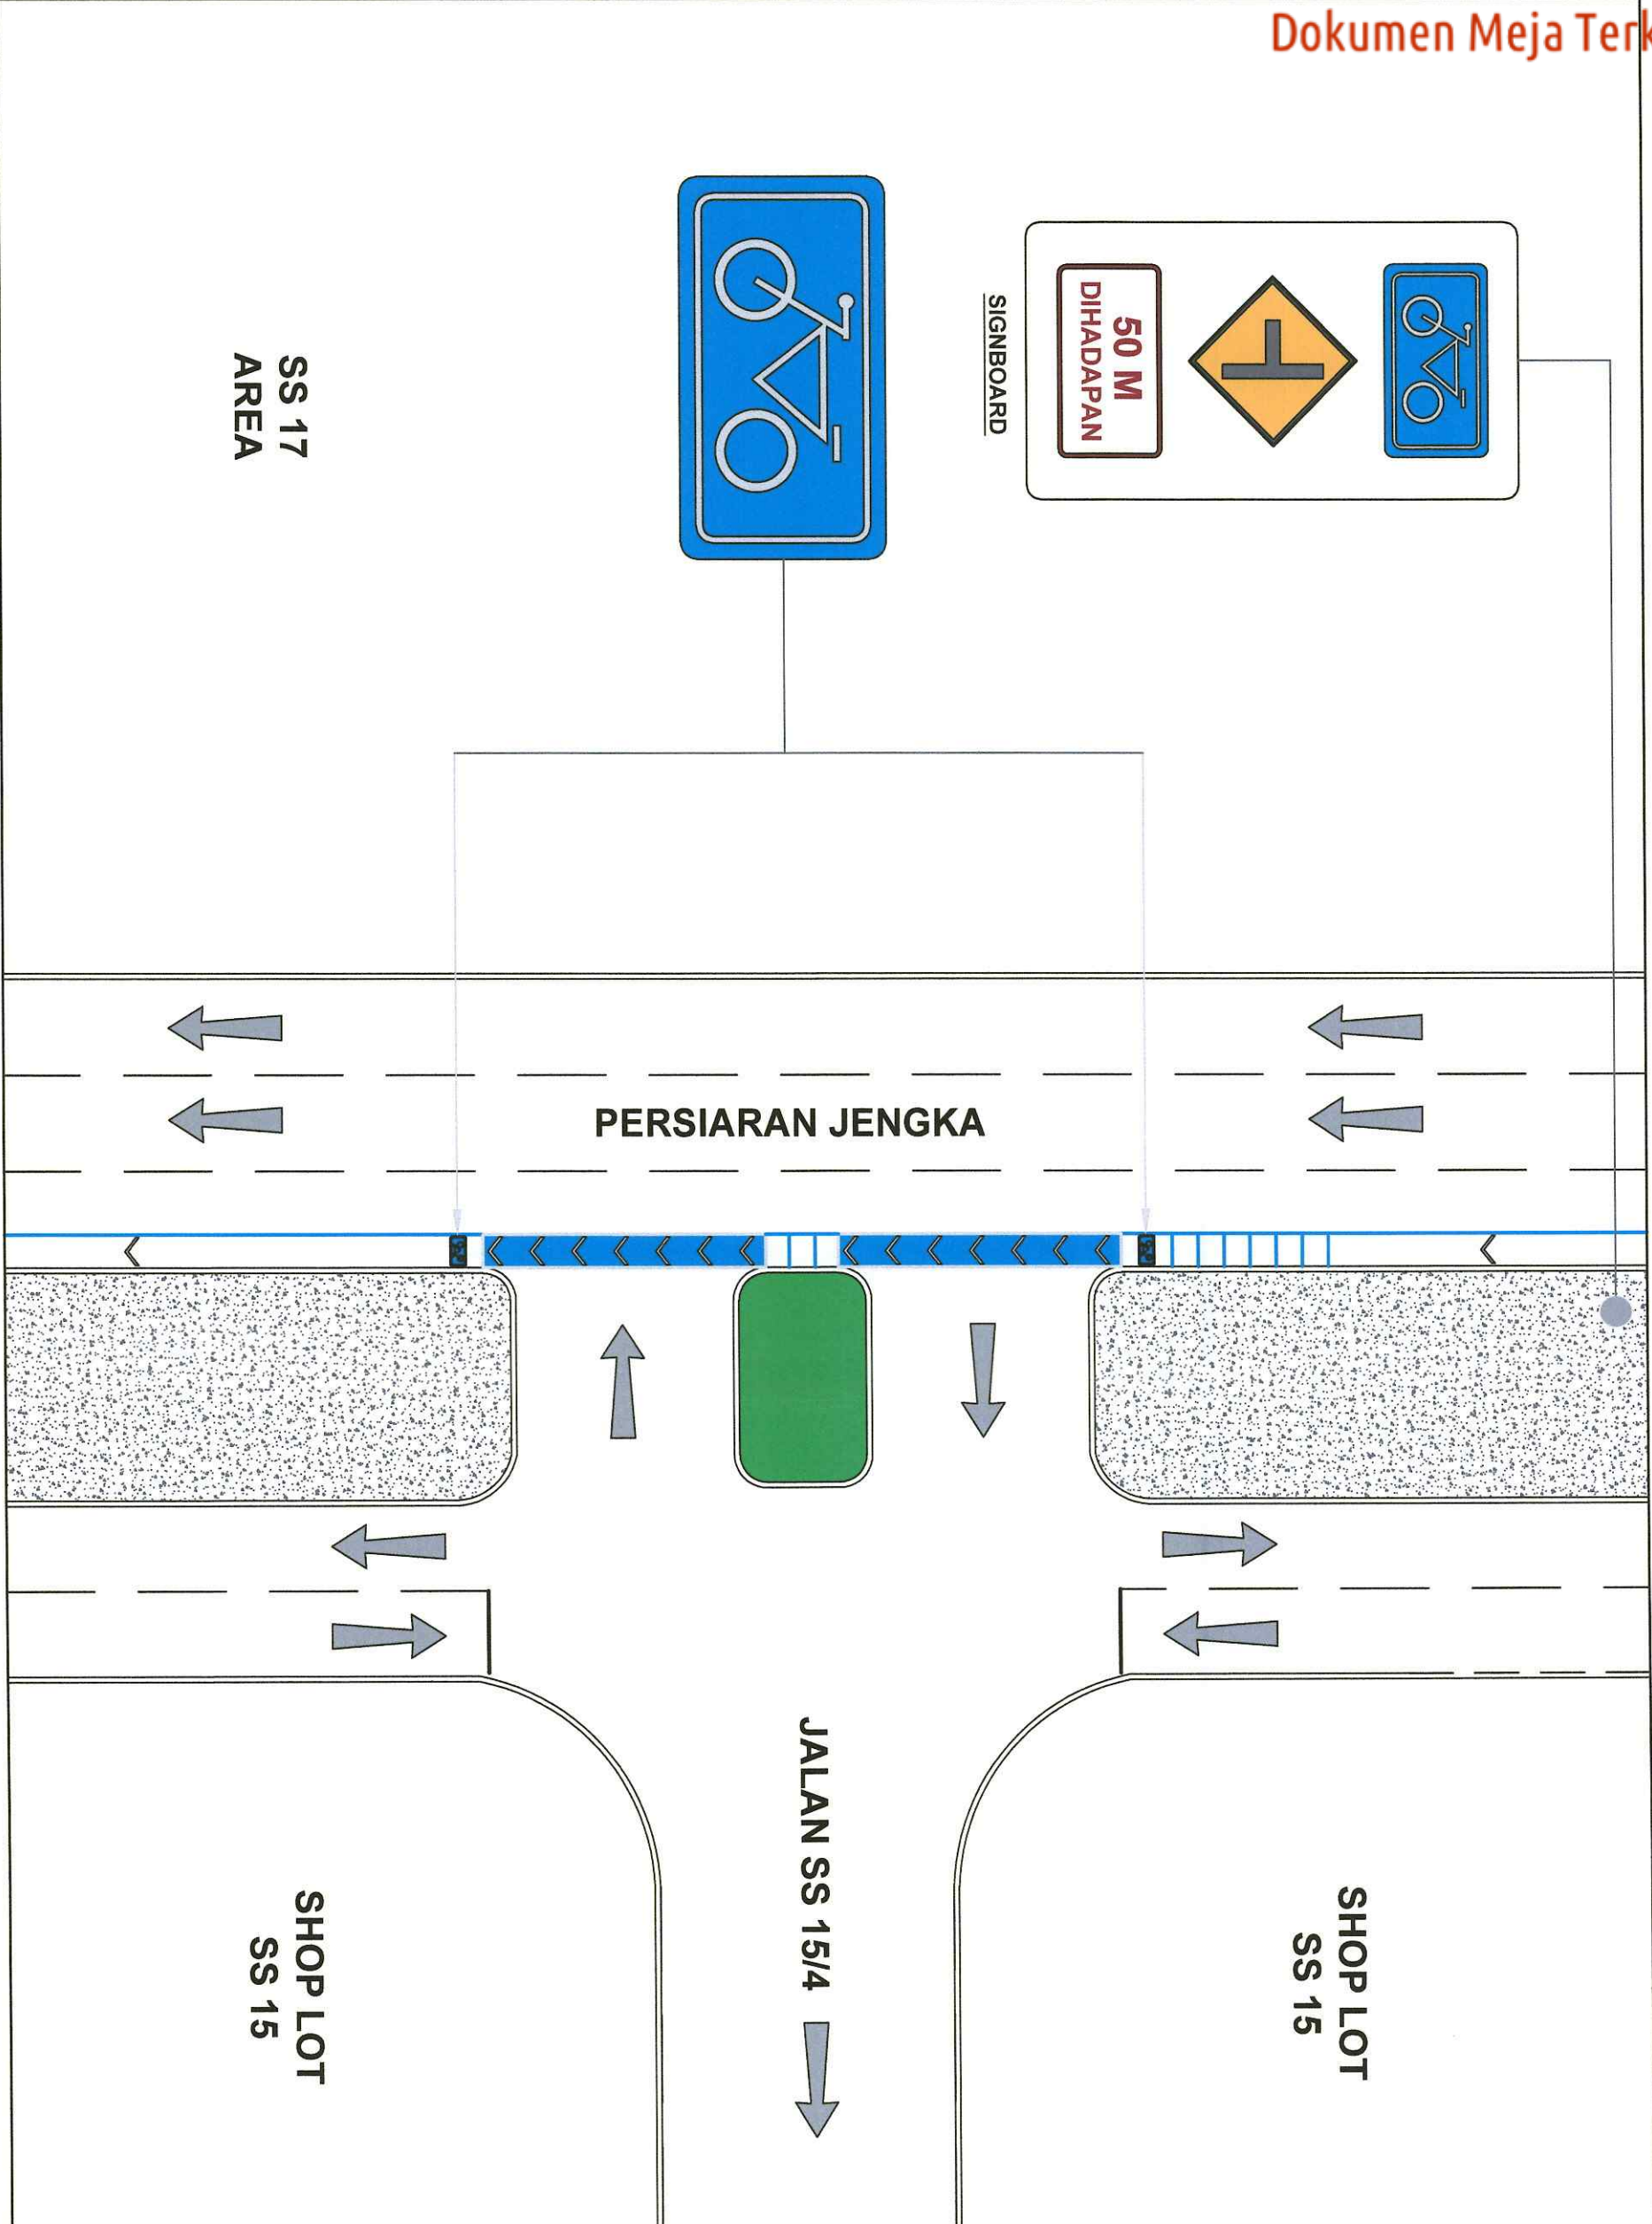 Dokumen Meja Terk
50 M
DIHADAPAN
SIGNBOARD
SS 17
AREA
PERSIARAN JENGKA
JALAN SS 15/4
SHOP LOT
SS 15
SHOP LOT
SS 15